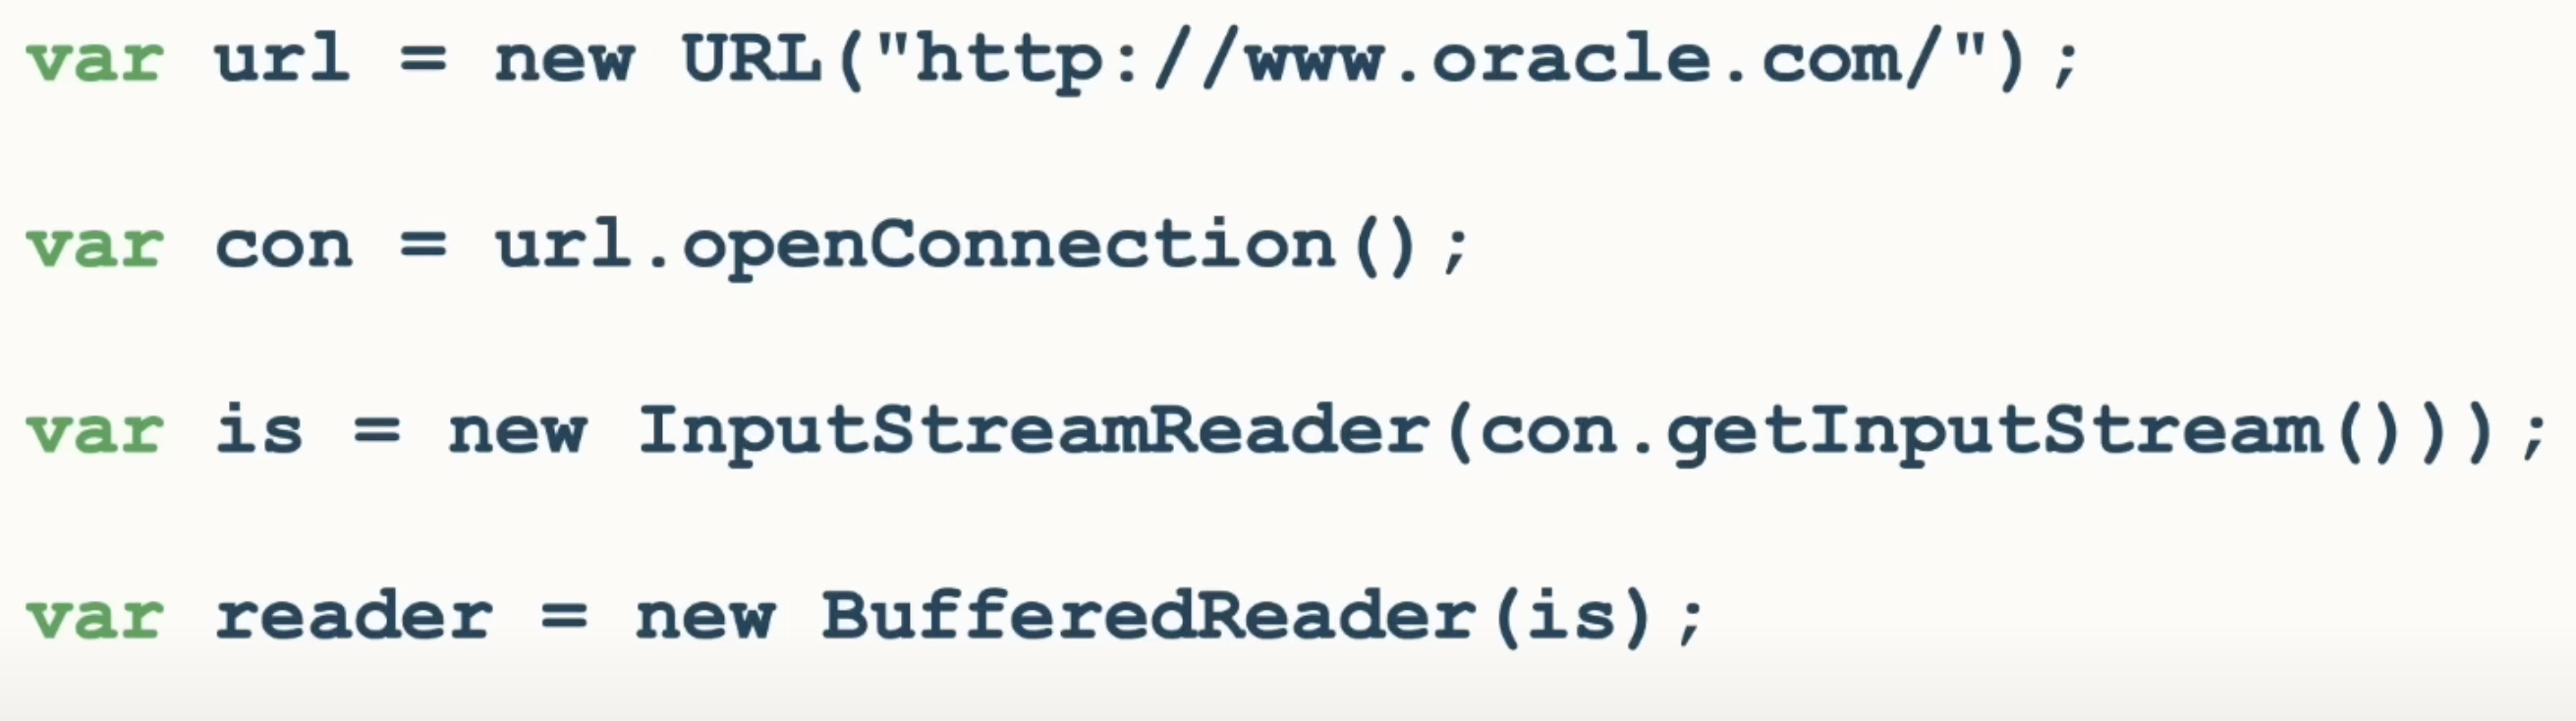 var url = new URL("http://www.oracle.com/");
var con = url.openConnection();
var is = new InputStreamReader(con.getInputStream()));
var reader = new BufferedReader(is);